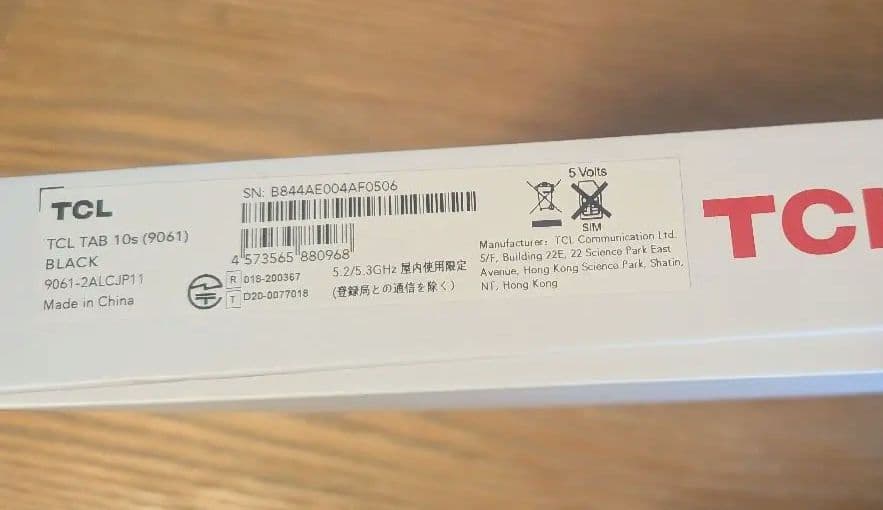 TCL
TCL TAB 10s (9061)
BLACK
9061-2ALCJP11
Made in China
SN: B844AE004AF0506
4 573565 880968
R 018-200367
T D20-0077018
5.2/5.3GHz 屋内使用限定
(登録局との通信を除く)
5 Volts
SIM
Manufacturer: TCL Communication Ltd.
5/F, Building 22E, 22 Science Park East
Avenue, Hong Kong Science Park, Shatin,
NT, Hong Kong
TCL